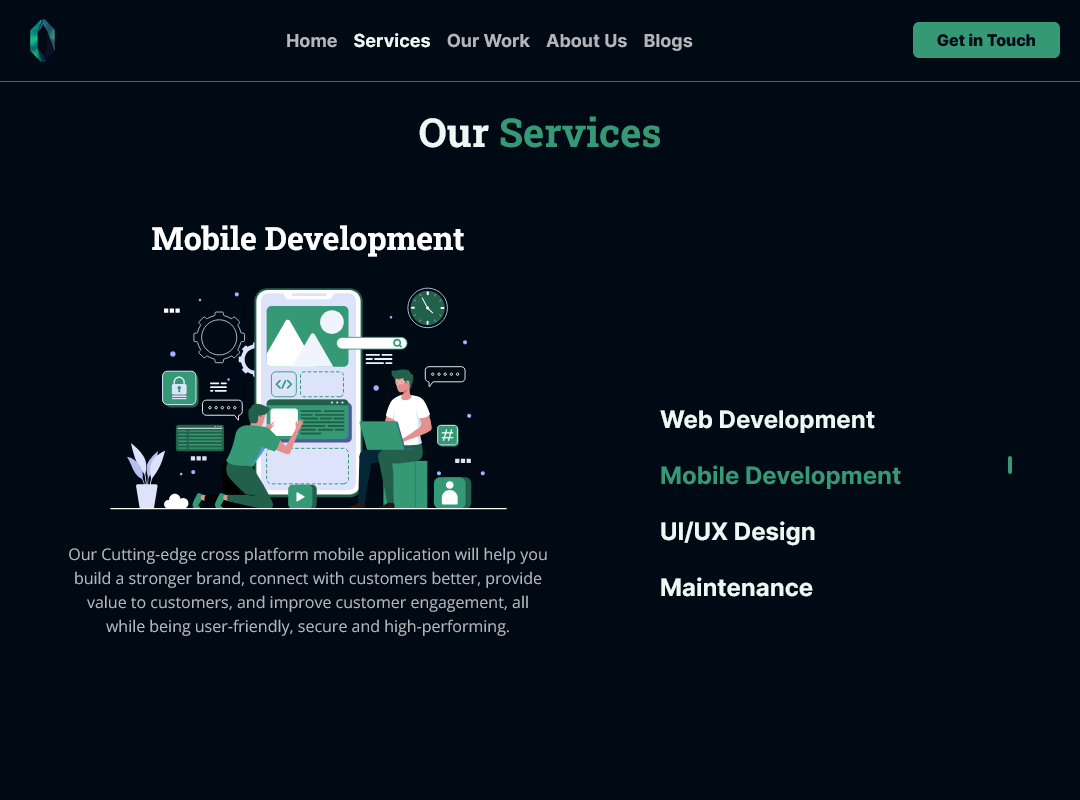 Home Services Our Work About Us Blogs
Get in Touch
Our Services
Mobile Development
</>
#
Our Cutting-edge cross platform mobile application will help you
build a stronger brand, connect with customers better, provide
value to customers, and improve customer engagement, all
while being user-friendly, secure and high-performing.
Web Development
Mobile Development
UI/UX Design
Maintenance